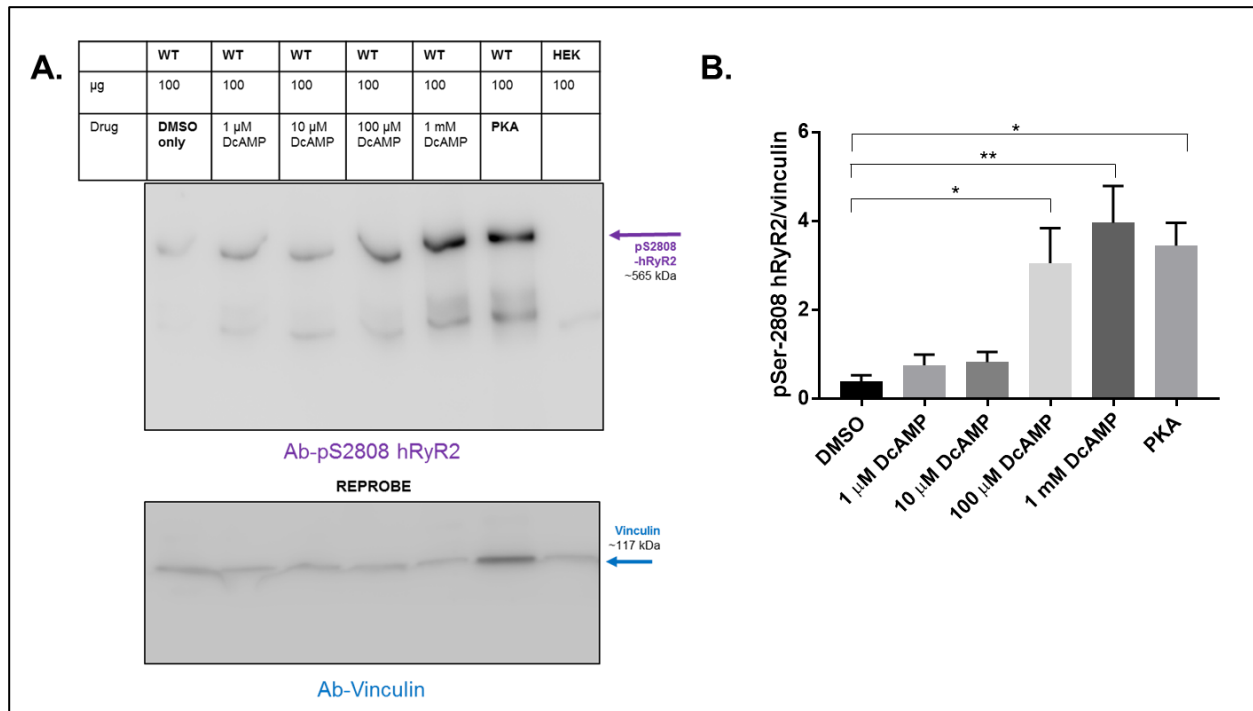 A.
WT WT WT WT WT WT HEK
µg 100 100 100 100 100 100 100
Drug DMSO only 1 µM DcAMP 10 µM DcAMP 100 µM DcAMP 1 mM DcAMP PKA
pS2808
-hRyR2
~565 kDa
Ab-pS2808 hRyR2
REPROBE
Vinculin
~117 kDa
Ab-Vinculin
B.
pSer-2808 hRyR2/vinculin
6
4
2
0
*
**
*
DMSO
1 µM DcAMP
10 µM DcAMP
100 µM DcAMP
1 mM DcAMP
PKA